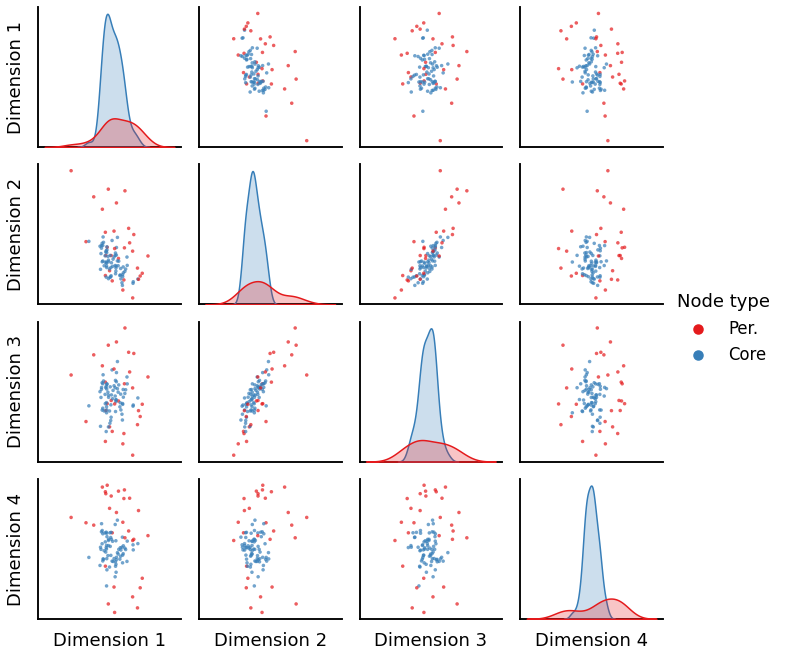 Dimension 1
Dimension 2
Dimension 3
Dimension 4
Node type
Per.
Core
Dimension 1
Dimension 2
Dimension 3
Dimension 4